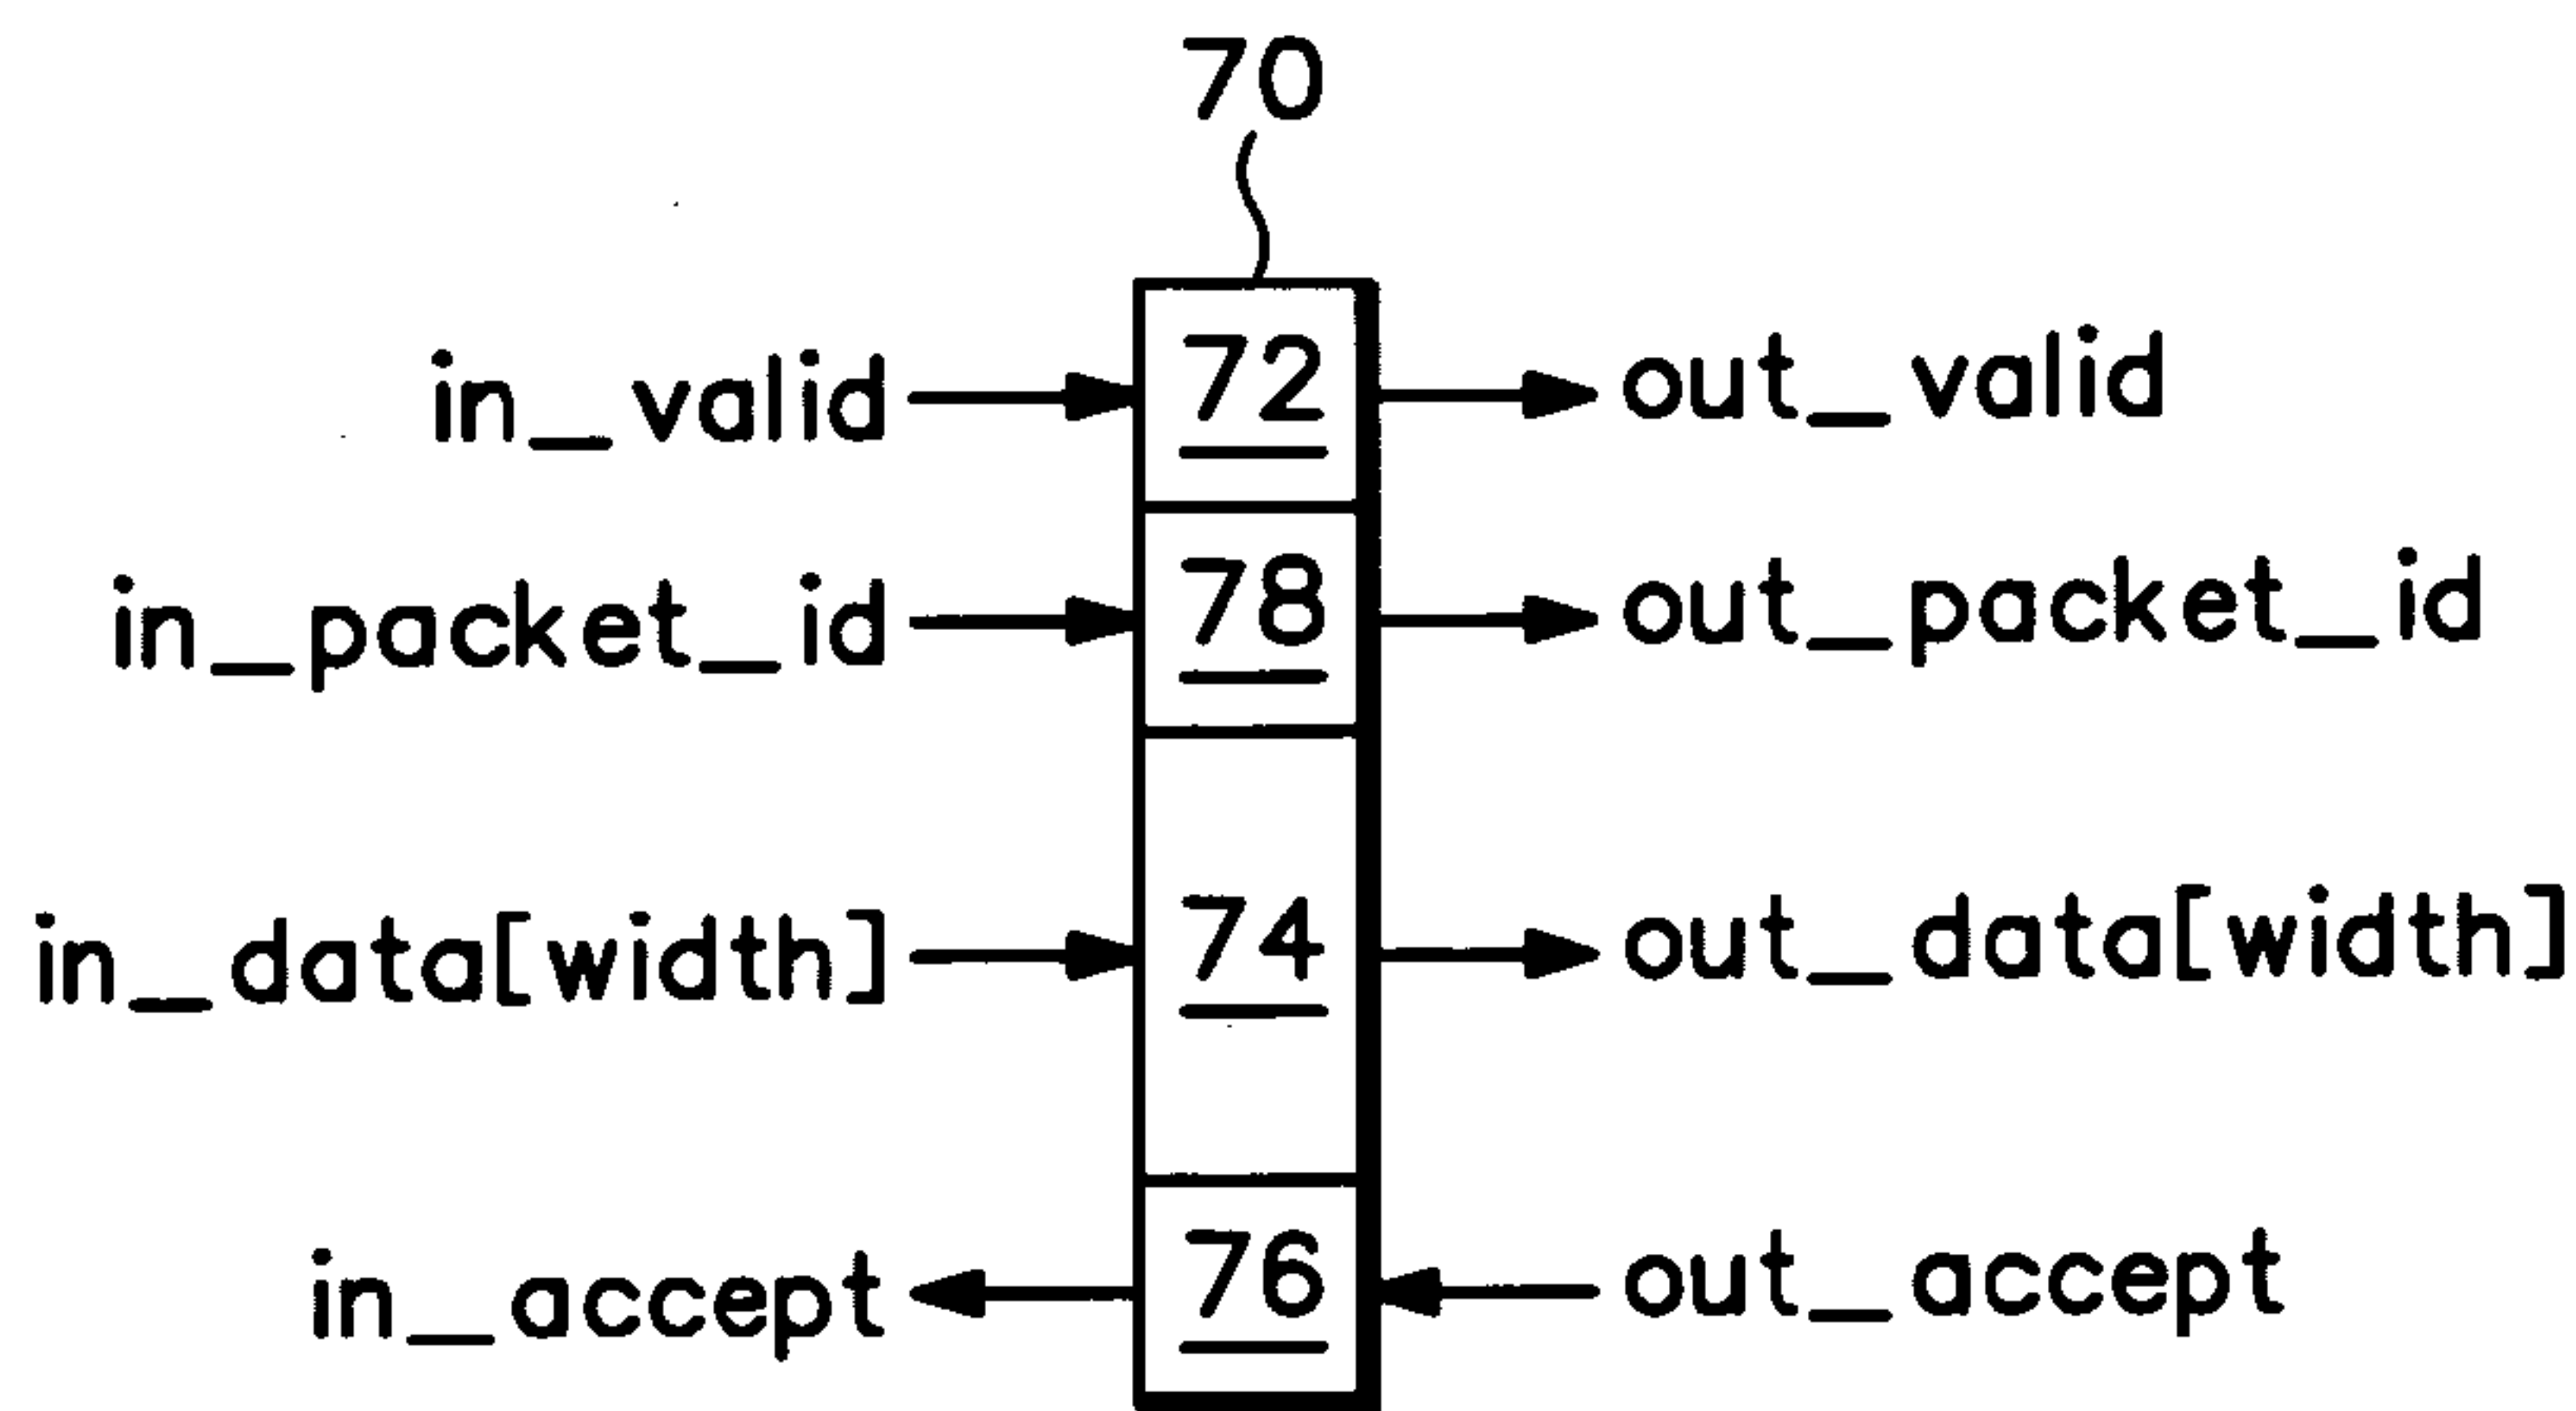 70
in_valid 72 out_valid
in_packet_id 78 out_packet_id
in_data[width] 74 out_data[width]
in_accept 76 out_accept